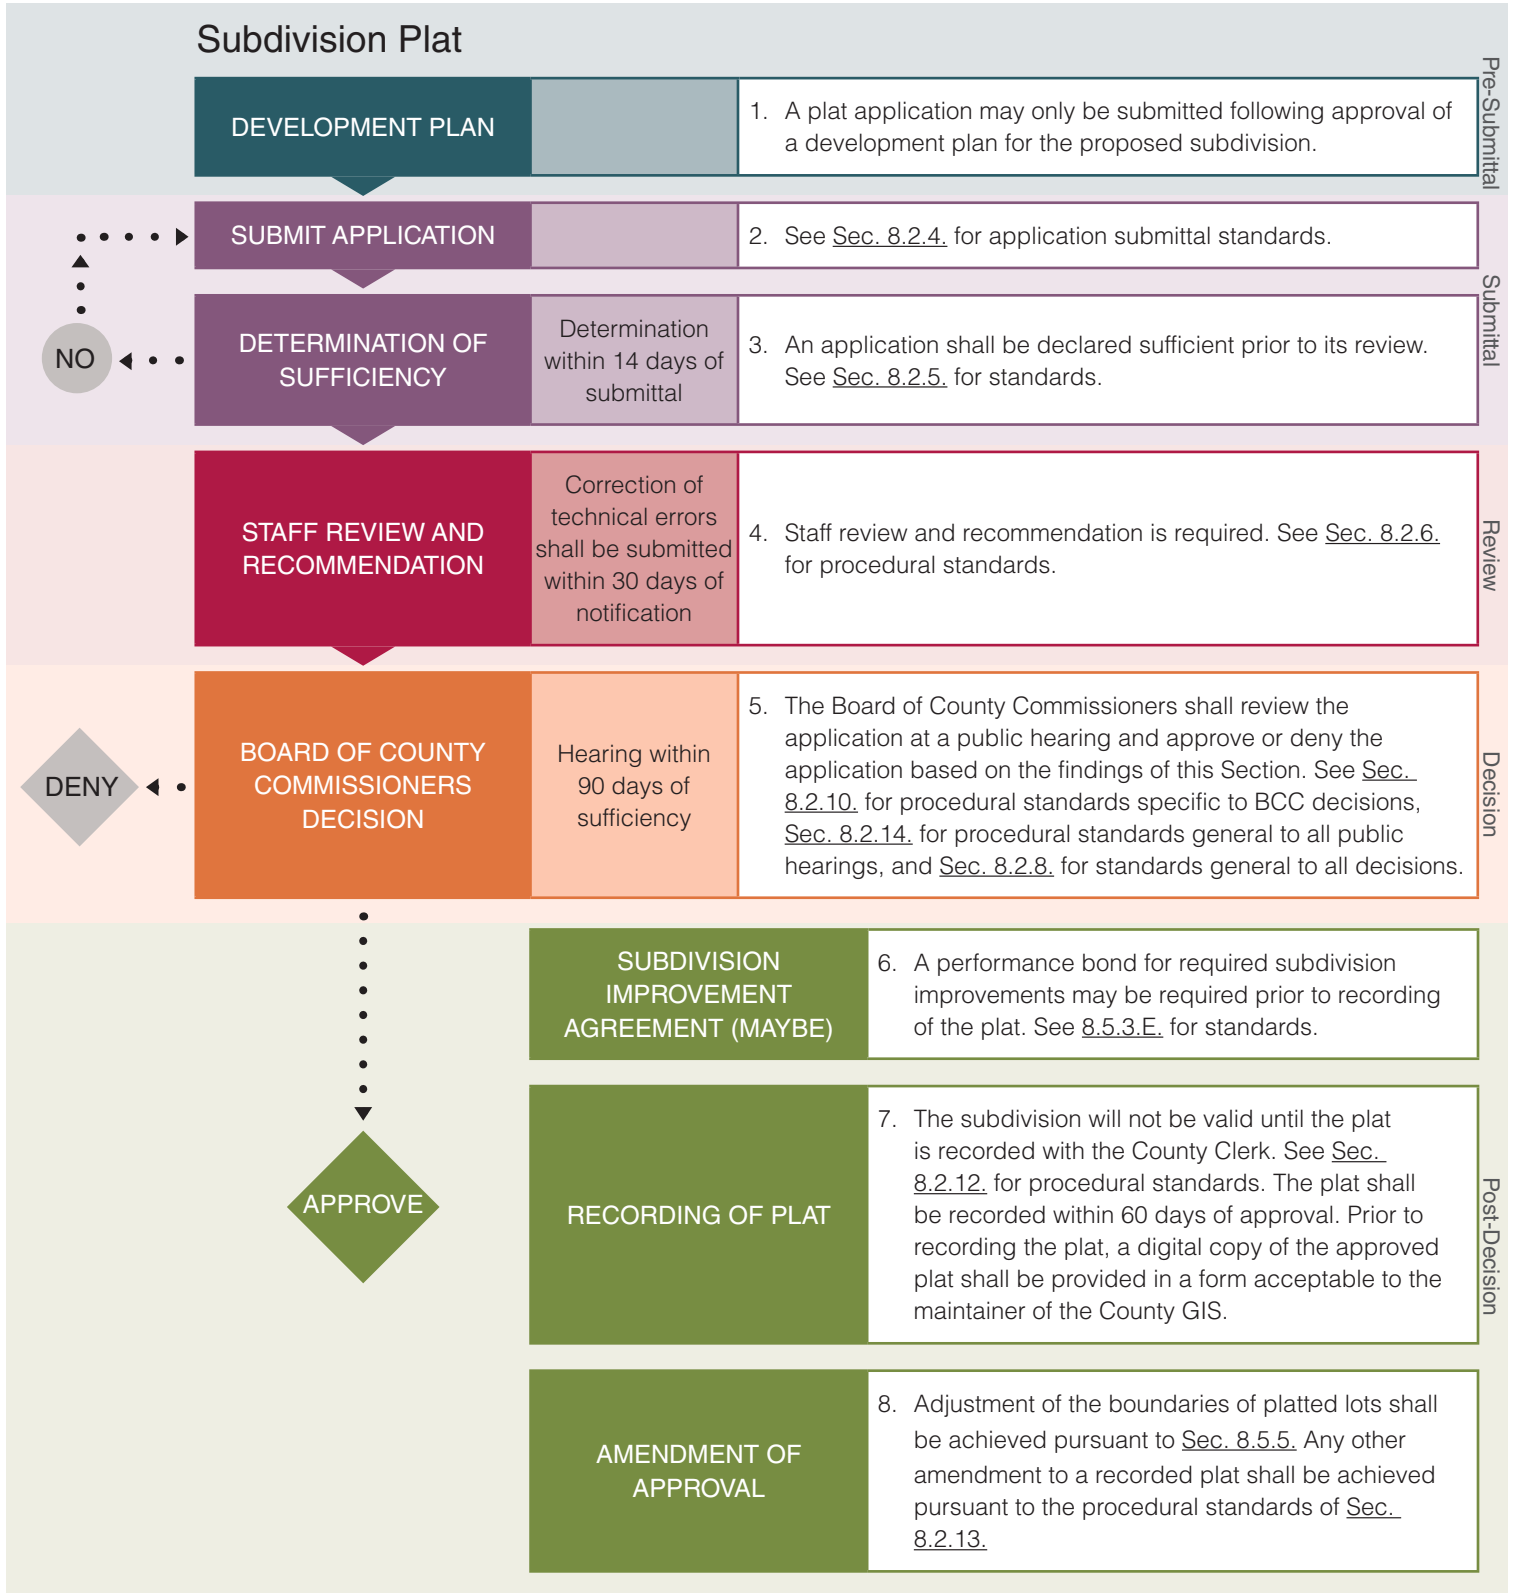 Subdivision Plat
Pre-Submittal
DEVELOPMENT PLAN
1. A plat application may only be submitted following approval of
a development plan for the proposed subdivision.
Submittal
SUBMIT APPLICATION
2. See Sec. 8.2.4. for application submittal standards.
NO
DETERMINATION OF
SUFFICIENCY
Determination
within 14 days of
submittal
3. An application shall be declared sufficient prior to its review.
See Sec. 8.2.5. for standards.
Review
STAFF REVIEW AND
RECOMMENDATION
Correction of
technical errors
shall be submitted
within 30 days of
notification
4. Staff review and recommendation is required. See Sec. 8.2.6.
for procedural standards.
Decision
DENY
BOARD OF COUNTY
COMMISSIONERS
DECISION
Hearing within
90 days of
sufficiency
5. The Board of County Commissioners shall review the
application at a public hearing and approve or deny the
application based on the findings of this Section. See Sec.
8.2.10. for procedural standards specific to BCC decisions,
Sec. 8.2.14. for procedural standards general to all public
hearings, and Sec. 8.2.8. for standards general to all decisions.
Post-Decision
APPROVE
SUBDIVISION
IMPROVEMENT
AGREEMENT (MAYBE)
6. A performance bond for required subdivision
improvements may be required prior to recording
of the plat. See 8.5.3.E. for standards.
RECORDING OF PLAT
7. The subdivision will not be valid until the plat
is recorded with the County Clerk. See Sec.
8.2.12. for procedural standards. The plat shall
be recorded within 60 days of approval. Prior to
recording the plat, a digital copy of the approved
plat shall be provided in a form acceptable to the
maintainer of the County GIS.
AMENDMENT OF
APPROVAL
8. Adjustment of the boundaries of platted lots shall
be achieved pursuant to Sec. 8.5.5. Any other
amendment to a recorded plat shall be achieved
pursuant to the procedural standards of Sec.
8.2.13.